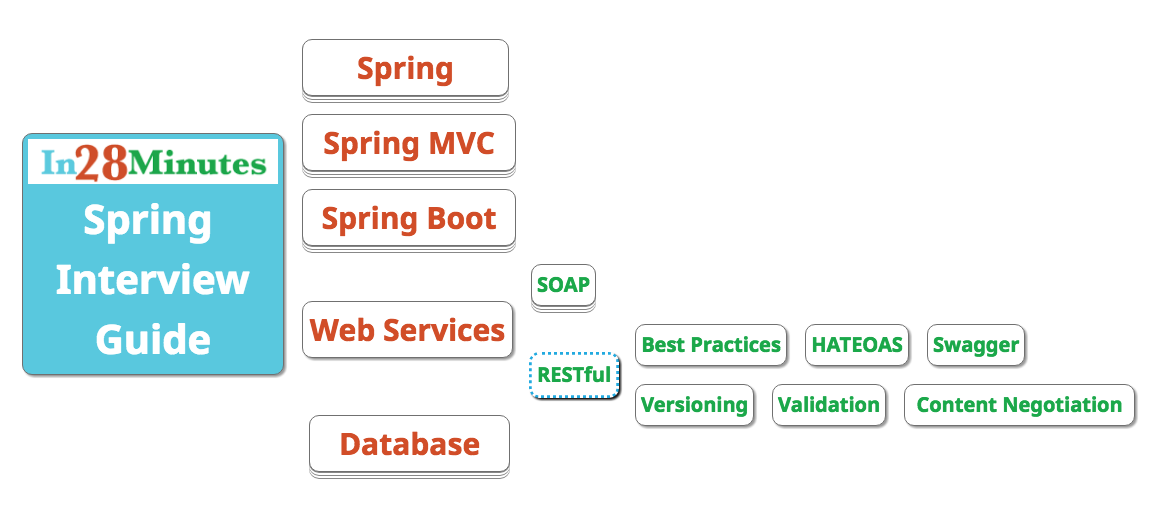 In28Minutes
Spring
Interview
Guide
Spring
Spring MVC
Spring Boot
Web Services
SOAP
RESTful
Best Practices
HATEOAS
Swagger
Versioning
Validation
Content Negotiation
Database